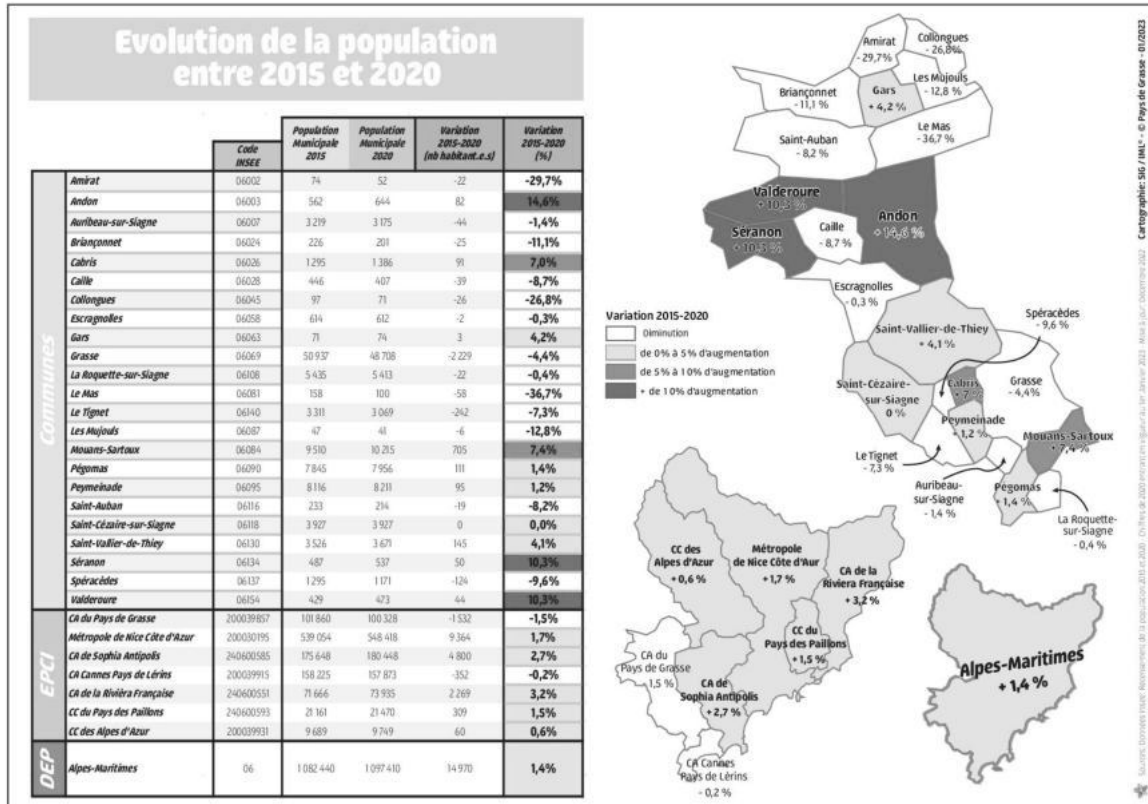 Evolution de la population
entre 2015 et 2020
Code INSEE | Population Municipale 2015 | Population Municipale 2020 | Variation 2015-2020 (nb habitant.e.s) | Variation 2015-2020 (%)
Communes
Amirat 06002 74 52 -22 -29,7%
Andon 06003 562 644 82 14,6%
Auribeau-sur-Siagne 06007 3 219 3 175 -44 -1,4%
Briançonnet 06024 226 201 -25 -11,1%
Cabris 06026 1 295 1 386 91 7,0%
Caille 06028 446 407 -39 -8,7%
Collongues 06045 97 71 -26 -26,8%
Escragnolles 06058 614 612 -2 -0,3%
Gars 06063 71 74 3 4,2%
Grasse 06069 50 937 48 708 -2 229 -4,4%
La Roquette-sur-Siagne 06108 5 435 5 413 -22 -0,4%
Le Mas 06081 158 100 -58 -36,7%
Le Tignet 06140 3 311 3 069 -242 -7,3%
Les Mujouls 06087 47 41 -6 -12,8%
Mouans-Sartoux 06084 9 510 10 215 705 7,4%
Pégomas 06090 7 845 7 956 111 1,4%
Peymeinade 06095 8 116 8 211 95 1,2%
Saint-Auban 06116 233 214 -19 -8,2%
Saint-Cézaire-sur-Siagne 06118 3 927 3 927 0 0,0%
Saint-Vallier-de-Thiey 06130 3 526 3 671 145 4,1%
Séranon 06134 487 537 50 10,3%
Spéracèdes 06137 1 295 1 171 -124 -9,6%
Valderoure 06154 429 473 44 10,3%
EPCI
CA du Pays de Grasse 200039857 101 860 100 328 -1 532 -1,5%
Métropole de Nice Côte d'Azur 200030195 539 054 548 418 9 364 1,7%
CA de Sophia Antipolis 240600585 175 648 180 448 4 800 2,7%
CA Cannes Pays de Lérins 200039915 158 225 157 873 -352 -0,2%
CA de la Rivièra Française 240600551 71 666 73 935 2 269 3,2%
CC du Pays des Paillons 240600593 21 161 21 470 309 1,5%
CC des Alpes d'Azur 200039931 9 689 9 749 60 0,6%
DEP
Alpes-Maritimes 06 1 082 440 1 097 410 14 970 1,4%
Amirat
- 29,7%
Collongues
- 26,8%
Les Mujouls
- 12,8 %
Briançonnet
- 11,1 %
Gars
+ 4,2 %
Saint-Auban
- 8,2 %
Le Mas
- 36,7 %
Valderoure
+ 10,3 %
Andon
+ 14,6 %
Séranon
+ 10,3 %
Caille
- 8,7 %
Escragnolles
- 0,3 %
Saint-Vallier-de-Thiey
+ 4,1 %
Spéracèdes
- 9,6 %
Saint-Cézaire-
sur-Siagne
0 %
Cabris
+ 7 %
Grasse
- 4,4%
Peymeinade
+ 1,2 %
Mouans-Sartoux
+ 7,4 %
Le Tignet
- 7,3 %
Auribeau-
sur-Siagne
- 1,4 %
Pégomas
+ 1,4 %
La Roquette-
sur-Siagne
- 0,4 %
Variation 2015-2020
Diminution
de 0% à 5% d'augmentation
de 5% à 10% d'augmentation
+ de 10% d'augmentation
CC des
Alpes d'Azur
+ 0,6 %
Métropole
de Nice Côte d'Aur
+ 1,7 %
CA de la
Riviera Française
+ 3,2 %
CC du
Pays des Paillons
+ 1,5 %
CA du
Pays de Grasse
- 1,5 %
CA de
Sophia Antipolis
+ 2,7 %
CA Cannes
Pays de Lérins
- 0,2 %
Alpes-Maritimes
+ 1,4 %
Cartographie: SIG / IML - © Pays de Grasse - 01/2023